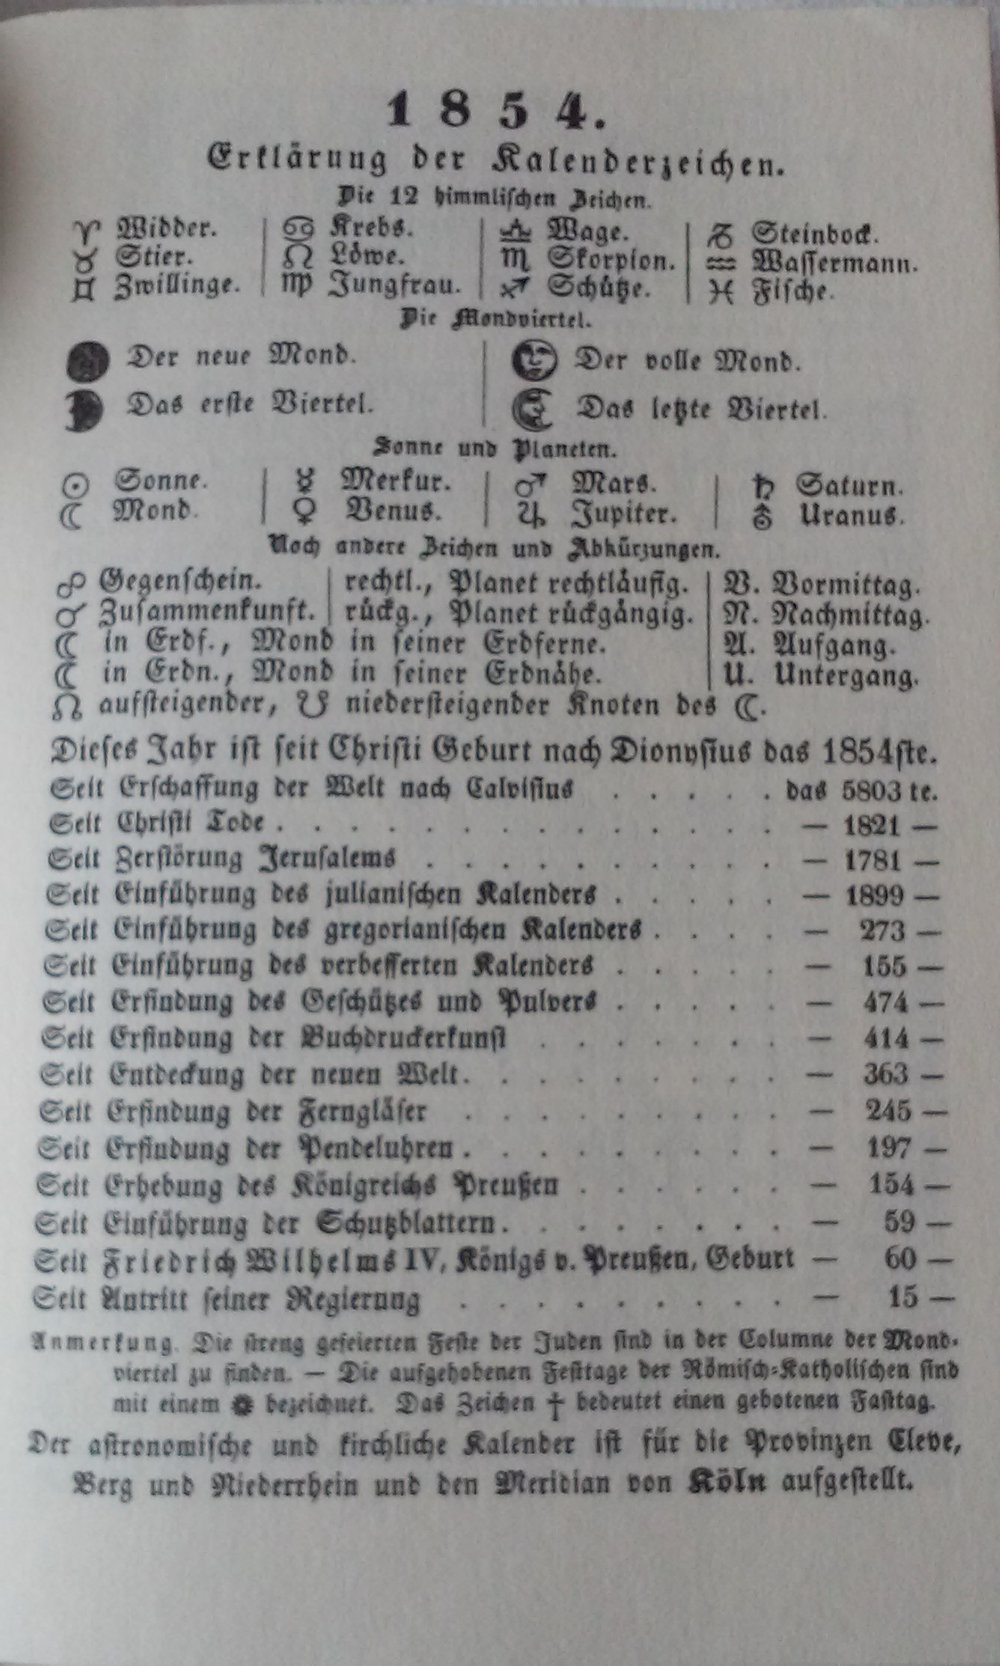 1854.
Erklärung der Kalenderzeichen.
Die 12 himmlischen Zeichen.
♈ Widder. | ♋ Krebs. | ♎ Wage. | ♑ Steinbock.
♉ Stier. | ♌ Löwe. | ♏ Skorpion. | ♒ Wassermann.
♊ Zwillinge. | ♍ Jungfrau. | ♐ Schütze. | ♓ Fische.
Die Mondviertel.
Der neue Mond. | Der volle Mond.
Das erste Viertel. | Das letzte Viertel.
Sonne und Planeten.
☉ Sonne. | ☿ Merkur. | ♂ Mars. | ♄ Saturn.
☾ Mond. | ♀ Venus. | ♃ Jupiter. | ⛢ Uranus.
Noch andere Zeichen und Abkürzungen.
☍ Gegenschein. | rechtl., Planet rechtläufig. | V. Vormittag.
☌ Zusammenkunft. | rückg., Planet rückgängig. | N. Nachmittag.
☾ in Erdf., Mond in seiner Erdferne. | A. Aufgang.
☾ in Erdn., Mond in seiner Erdnähe. | U. Untergang.
☊ aufsteigender, ☋ niedersteigender Knoten des ☾.
Dieses Jahr ist seit Christi Geburt nach Dionysius das 1854ste.
Seit Erschaffung der Welt nach Calvisius . . . . . das 5803 te.
Seit Christi Tode . . . . . . . . . . . . . . — 1821 —
Seit Zerstörung Jerusalems . . . . . . . . . . — 1781 —
Seit Einführung des julianischen Kalenders . . . . . — 1899 —
Seit Einführung des gregorianischen Kalenders . . . . — 273 —
Seit Einführung des verbesserten Kalenders . . . . . — 155 —
Seit Erfindung des Geschützes und Pulvers . . . . . — 474 —
Seit Erfindung der Buchdruckerkunst . . . . . . . — 414 —
Seit Entdeckung der neuen Welt. . . . . . . . . — 363 —
Seit Erfindung der Ferngläser . . . . . . . . . — 245 —
Seit Erfindung der Pendeluhren . . . . . . . . . — 197 —
Seit Erhebung des Königreichs Preußen . . . . . . — 154 —
Seit Einführung der Schutzblattern. . . . . . . . — 59 —
Seit Friedrich Wilhelms IV, Königs v. Preußen, Geburt — 60 —
Seit Antritt seiner Regierung . . . . . . . . . — 15 —
Anmerkung. Die streng gefeierten Feste der Juden sind in der Columne der Mond-
viertel zu finden. — Die aufgehobenen Festtage der Römisch-Katholischen sind
mit einem ❁ bezeichnet. Das Zeichen † bedeutet einen gebotenen Fasttag.
Der astronomische und kirchliche Kalender ist für die Provinzen Cleve,
Berg und Niederrhein und den Meridian von Köln aufgestellt.